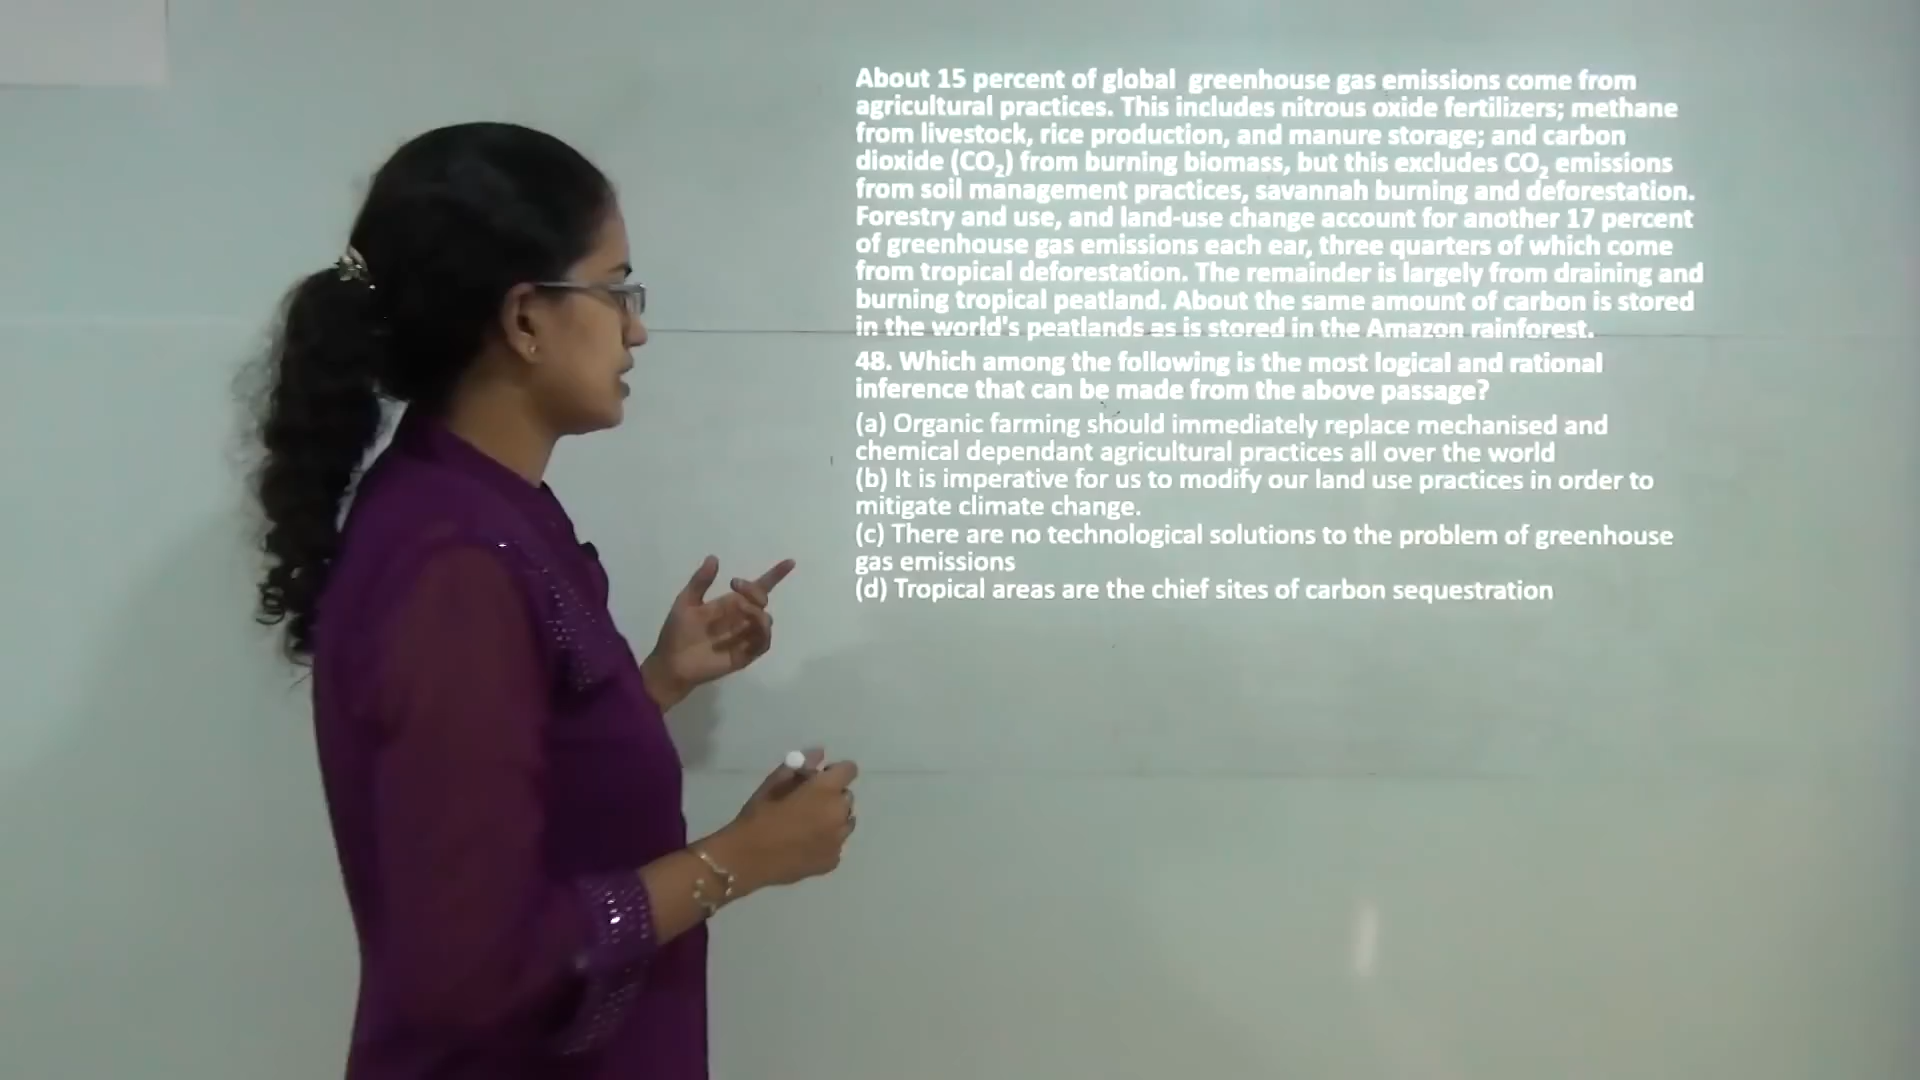 About 15 percent of global greenhouse gas emissions come from
agricultural practices. This includes nitrous oxide fertilizers; methane
from livestock, rice production, and manure storage; and carbon
dioxide (CO₂) from burning biomass, but this excludes CO₂ emissions
from soil management practices, savannah burning and deforestation.
Forestry and use, and land-use change account for another 17 percent
of greenhouse gas emissions each ear, three quarters of which come
from tropical deforestation. The remainder is largely from draining and
burning tropical peatland. About the same amount of carbon is stored
in the world's peatlands as is stored in the Amazon rainforest.
48. Which among the following is the most logical and rational
inference that can be made from the above passage?
(a) Organic farming should immediately replace mechanised and
chemical dependant agricultural practices all over the world
(b) It is imperative for us to modify our land use practices in order to
mitigate climate change.
(c) There are no technological solutions to the problem of greenhouse
gas emissions
(d) Tropical areas are the chief sites of carbon sequestration